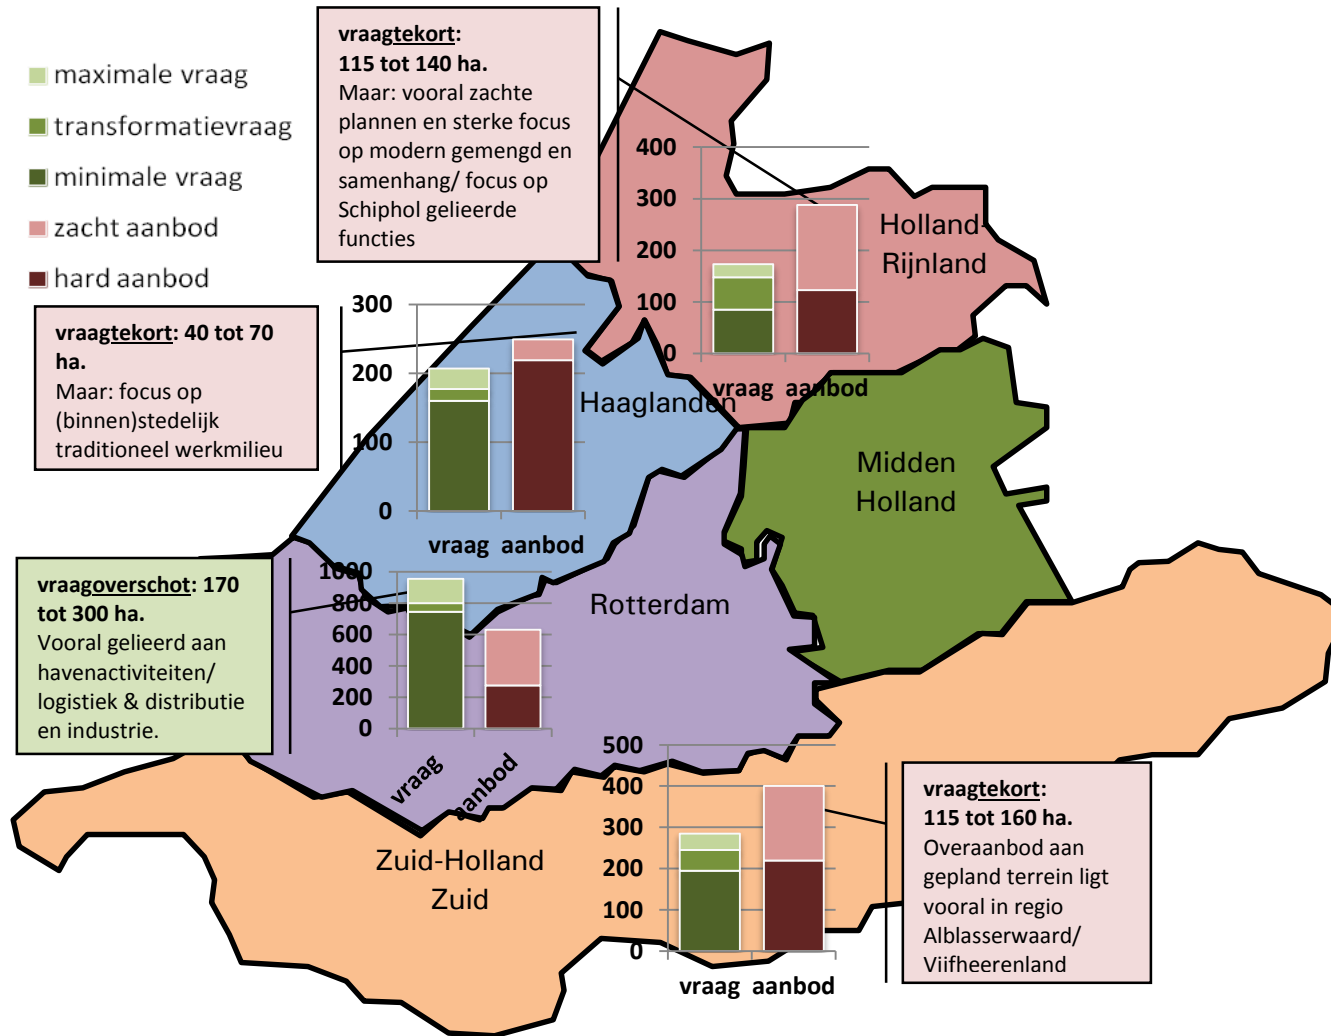 maximale vraag
transformatievraag
minimale vraag
zacht aanbod
hard aanbod
vraagtekort:
115 tot 140 ha.
Maar: vooral zachte
plannen en sterke focus
op modern gemengd en
samenhang/ focus op
Schiphol gelieerde
functies
400
300
200
100
0
vraag aanbod
Holland-
Rijnland
vraagtekort: 40 tot 70
ha.
Maar: focus op
(binnen)stedelijk
traditioneel werkmilieu
300
200
100
0
vraag aanbod
Haaglanden
Midden
Holland
vraagoverschot: 170
tot 300 ha.
Vooral gelieerd aan
havenactiviteiten/
logistiek & distributie
en industrie.
1000
800
600
400
200
0
vraag
aanbod
Rotterdam
Zuid-Holland
Zuid
500
400
300
200
100
0
vraag aanbod
vraagtekort:
115 tot 160 ha.
Overaanbod aan
gepland terrein ligt
vooral in regio
Alblasserwaard/
Viifheerenland